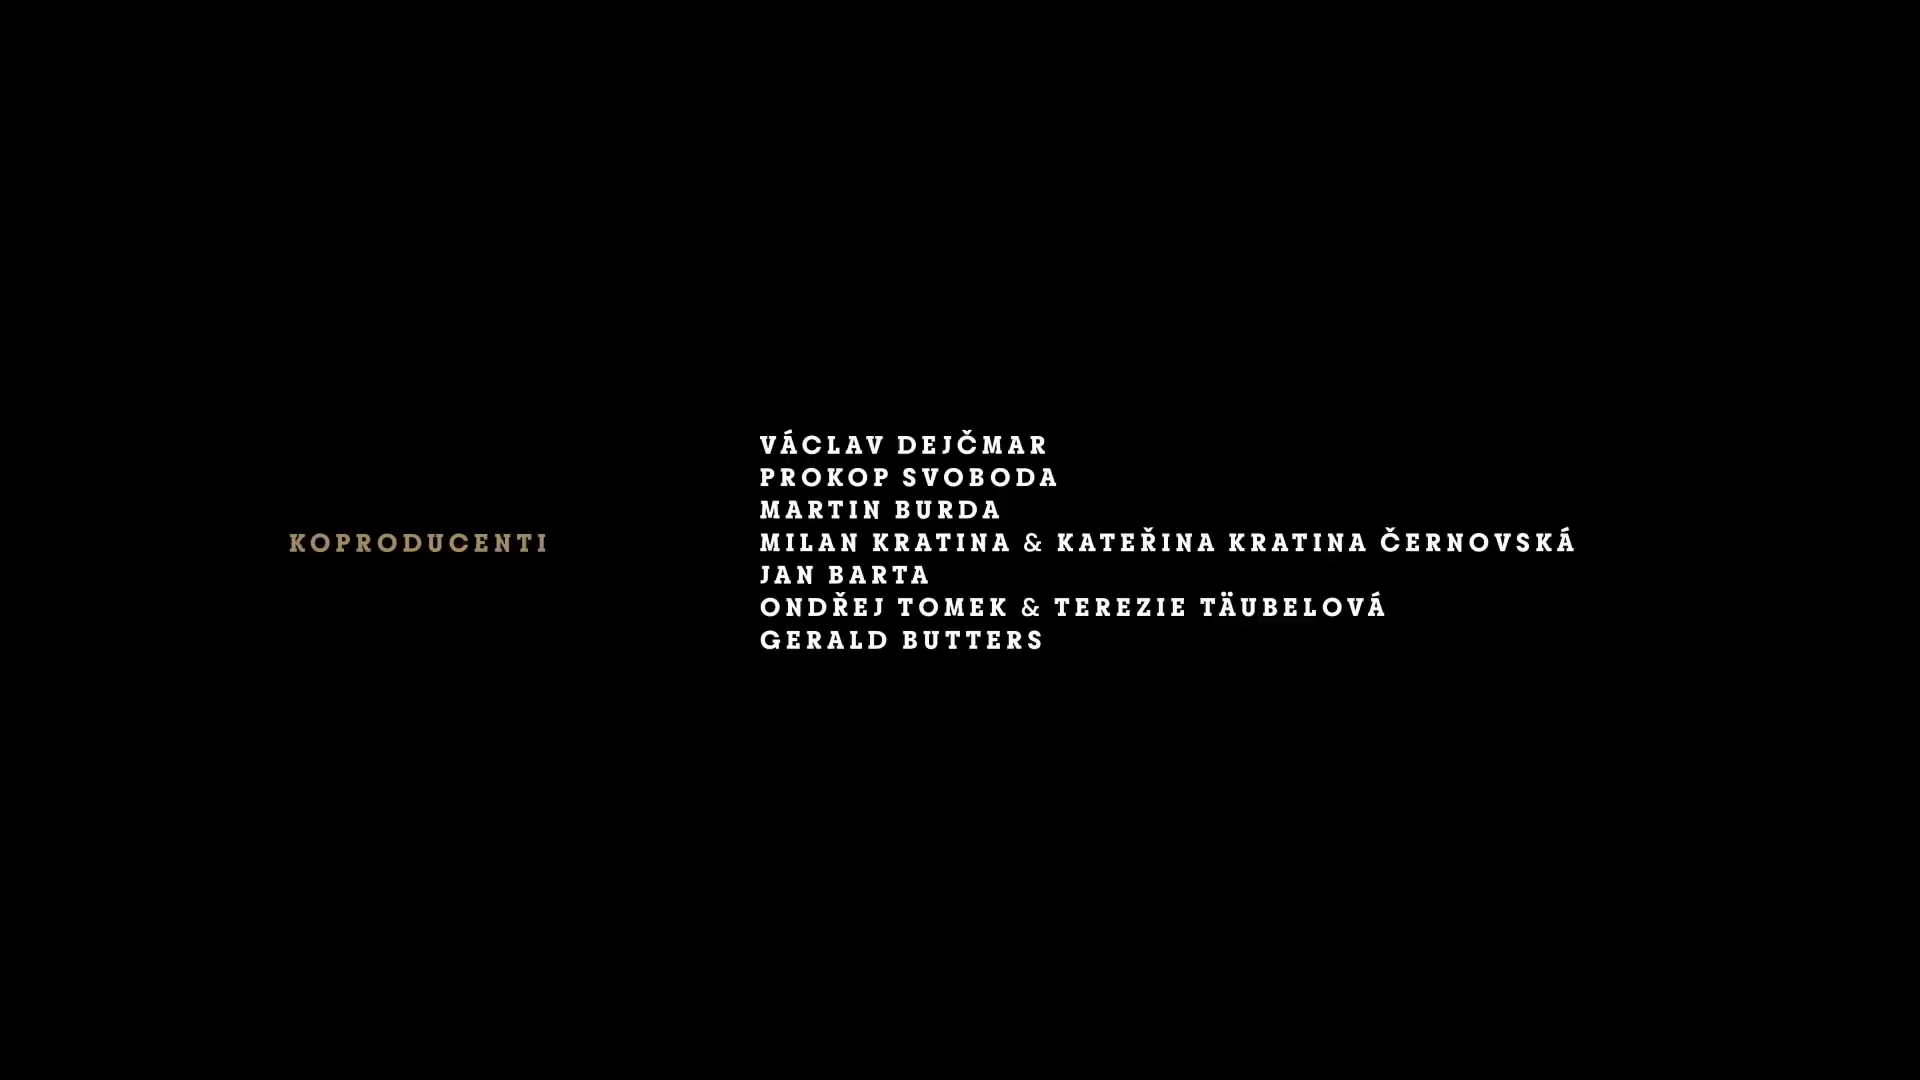 KOPRODUCENTI
VÁCLAV DEJČMAR
PROKOP SVOBODA
MARTIN BURDA
MILAN KRATINA & KATEŘINA KRATINA ČERNOVSKÁ
JAN BARTA
ONDŘEJ TOMEK & TEREZIE TÄUBELOVÁ
GERALD BUTTERS